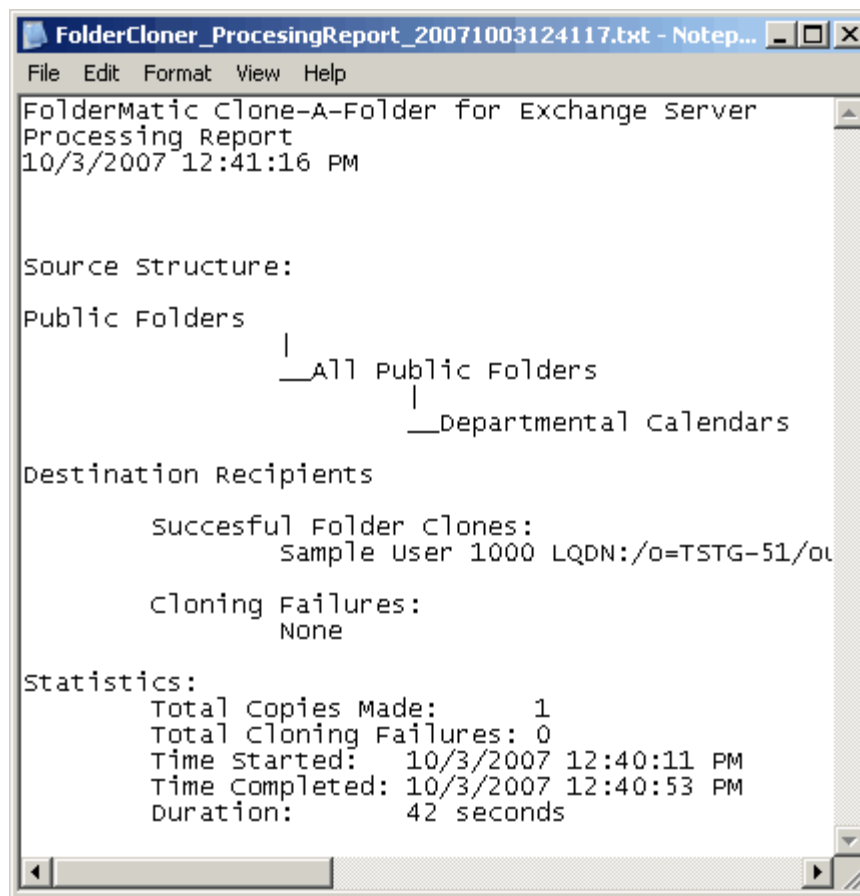 FolderCloner_ProcesingReport_20071003124117.txt - Notep...
File Edit Format View Help
FolderMatic Clone-A-Folder for Exchange Server
Processing Report
10/3/2007 12:41:16 PM
Source Structure:
Public Folders
|
__All Public Folders
|
__Departmental Calendars
Destination Recipients
Succesful Folder Clones:
Sample User 1000 LQDN:/o=TSTG-51/ou
Cloning Failures:
None
Statistics:
Total Copies Made: 1
Total Cloning Failures: 0
Time Started: 10/3/2007 12:40:11 PM
Time Completed: 10/3/2007 12:40:53 PM
Duration: 42 seconds